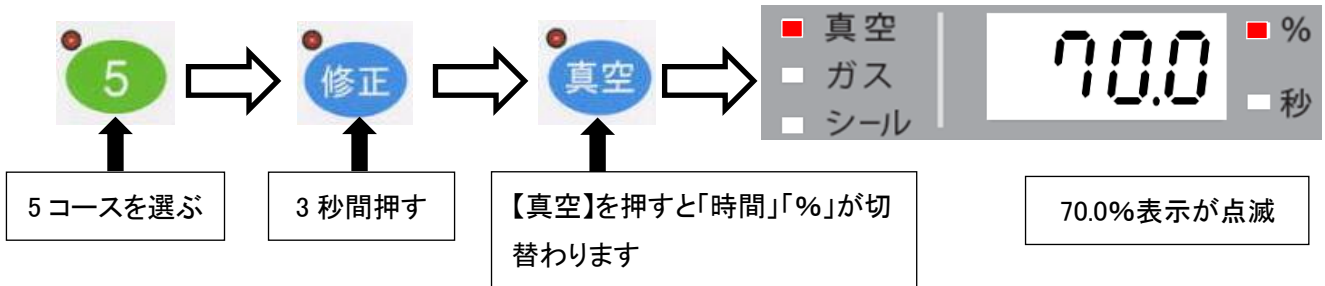 5
修正
真空
真空
ガス
シール
70.0
%
秒
5コースを選ぶ
3秒間押す
【真空】を押すと「時間」「%」が切
替わります
70.0%表示が点滅